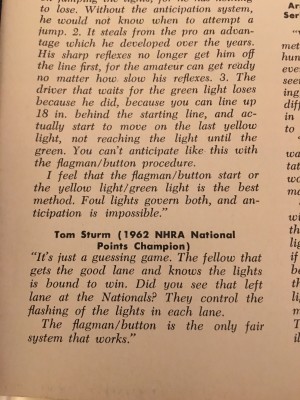 to lose. Without the anticipation system,
he would not know when to attempt a
jump. 2. It steals from the pro an advan-
tage which he developed over the years.
His sharp reflexes no longer get him off
the line first, for the amateur can get ready
no matter how slow his reflexes. 3. The
driver that waits for the green light loses
because he did, because you can line up
18 in. behind the starting line, and ac-
tually start to move on the last yellow
light, not reaching the light until the
green. You can't anticipate like this with
the flagman/button procedure.
I feel that the flagman/button start or
the yellow light/green light is the best
method. Foul lights govern both, and an-
ticipation is impossible."
Tom Sturm (1962 NHRA National
Points Champion)
"It's just a guessing game. The fellow that
gets the good lane and knows the lights
is bound to win. Did you see that left
lane at the Nationals? They control the
flashing of the lights in each lane.
The flagman/button is the only fair
system that works."